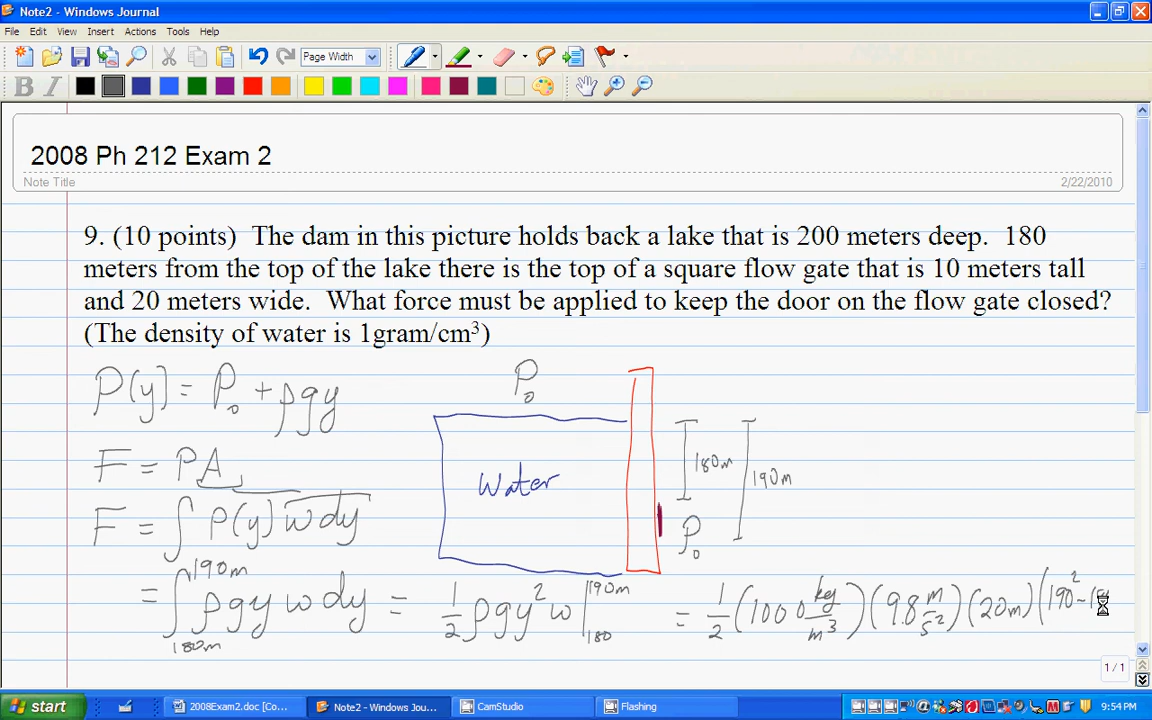 Note2 - Windows Journal
File Edit View Insert Actions Tools Help
Page Width
B I
2008 Ph 212 Exam 2
Note Title
2/22/2010
9. (10 points) The dam in this picture holds back a lake that is 200 meters deep. 180
meters from the top of the lake there is the top of a square flow gate that is 10 meters tall
and 20 meters wide. What force must be applied to keep the door on the flow gate closed?
(The density of water is 1gram/cm³)
P(y) = P₀ + ρgy
P₀
F = PA
Water
180m
190m
F = ∫ P(y) w dy
P₀
= ∫₁₈₀ₘ¹⁹⁰ᵐ ρgy w dy = 1/2 ρgy² w |₁₈₀¹⁹⁰ᵐ = 1/2 (1000 kg/m³) (9.8 m/s²) (20m) (190² -
1 / 1
start
2008Exam2.doc [Co...
Note2 - Windows Jou...
CamStudio
Flashing
9:54 PM